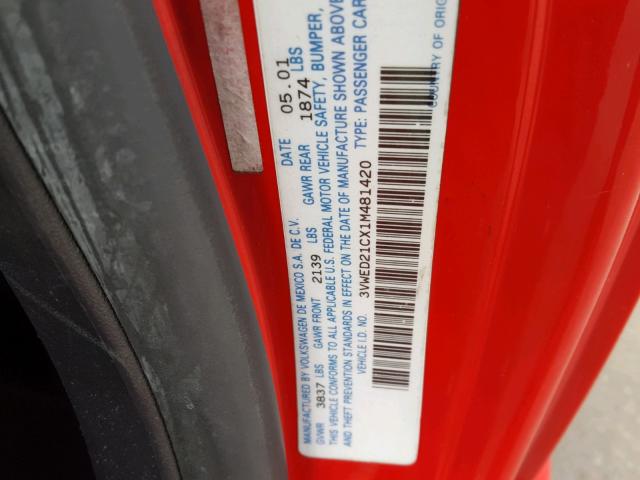 MANUFACTURED BY VOLKSWAGEN DE MEXICO S.A. DE C.V. DATE 05.01
GVWR 3837 LBS GAWR FRONT 2139 LBS GAWR REAR 1874 LBS
THIS VEHICLE CONFORMS TO ALL APPLICABLE U.S. FEDERAL MOTOR VEHICLE SAFETY, BUMPER,
AND THEFT PREVENTION STANDARDS IN EFFECT ON THE DATE OF MANUFACTURE SHOWN ABOVE
VEHICLE I.D. NO. 3VWED21CX1M481420 TYPE: PASSENGER CAR
COUNTRY OF ORIG